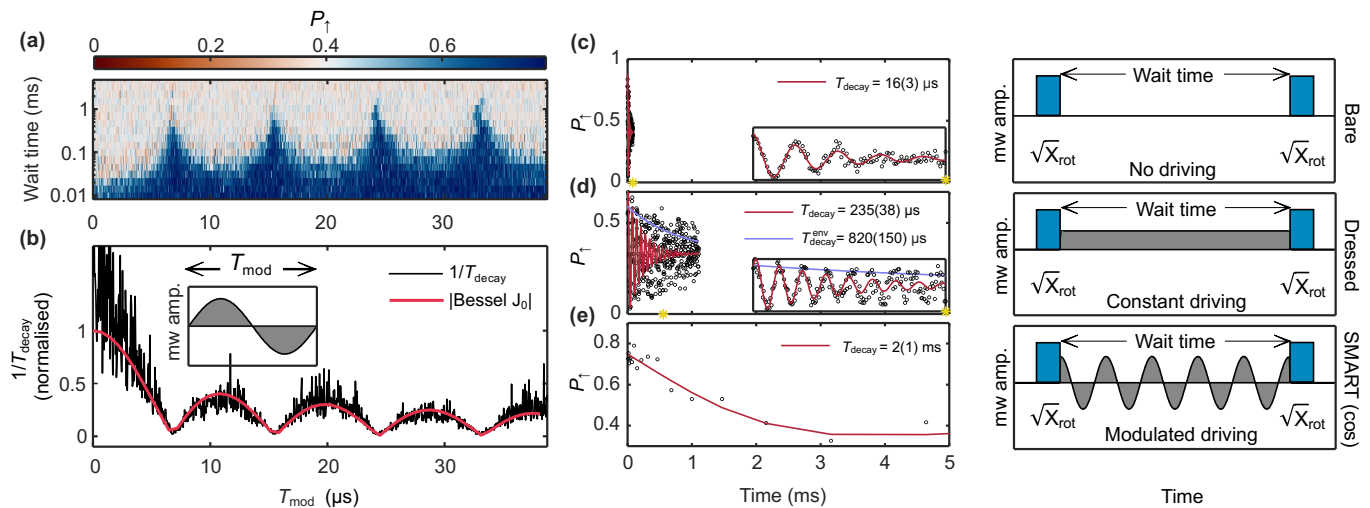 (a)
P↑
0 0.2 0.4 0.6
Wait time (ms)
1
0.1
0.01
0 10 20 30
(b)
1/T_decay
(normalised)
1
0.5
0
T_mod
mw amp.
1/T_decay
|Bessel J₀|
0 10 20 30
T_mod (µs)
(c)
P↑
1
0.5
0
T_decay = 16(3) µs
(d)
P↑
0.5
0
T_decay = 235(38) µs
T_decay^env = 820(150) µs
(e)
P↑
0.8
0.6
0.4
T_decay = 2(1) ms
0 1 2 3 4 5
Time (ms)
mw amp.
Wait time
√X_rot √X_rot
No driving
Bare
mw amp.
Wait time
√X_rot √X_rot
Constant driving
Dressed
mw amp.
Wait time
√X_rot √X_rot
Modulated driving
SMART (cos)
Time